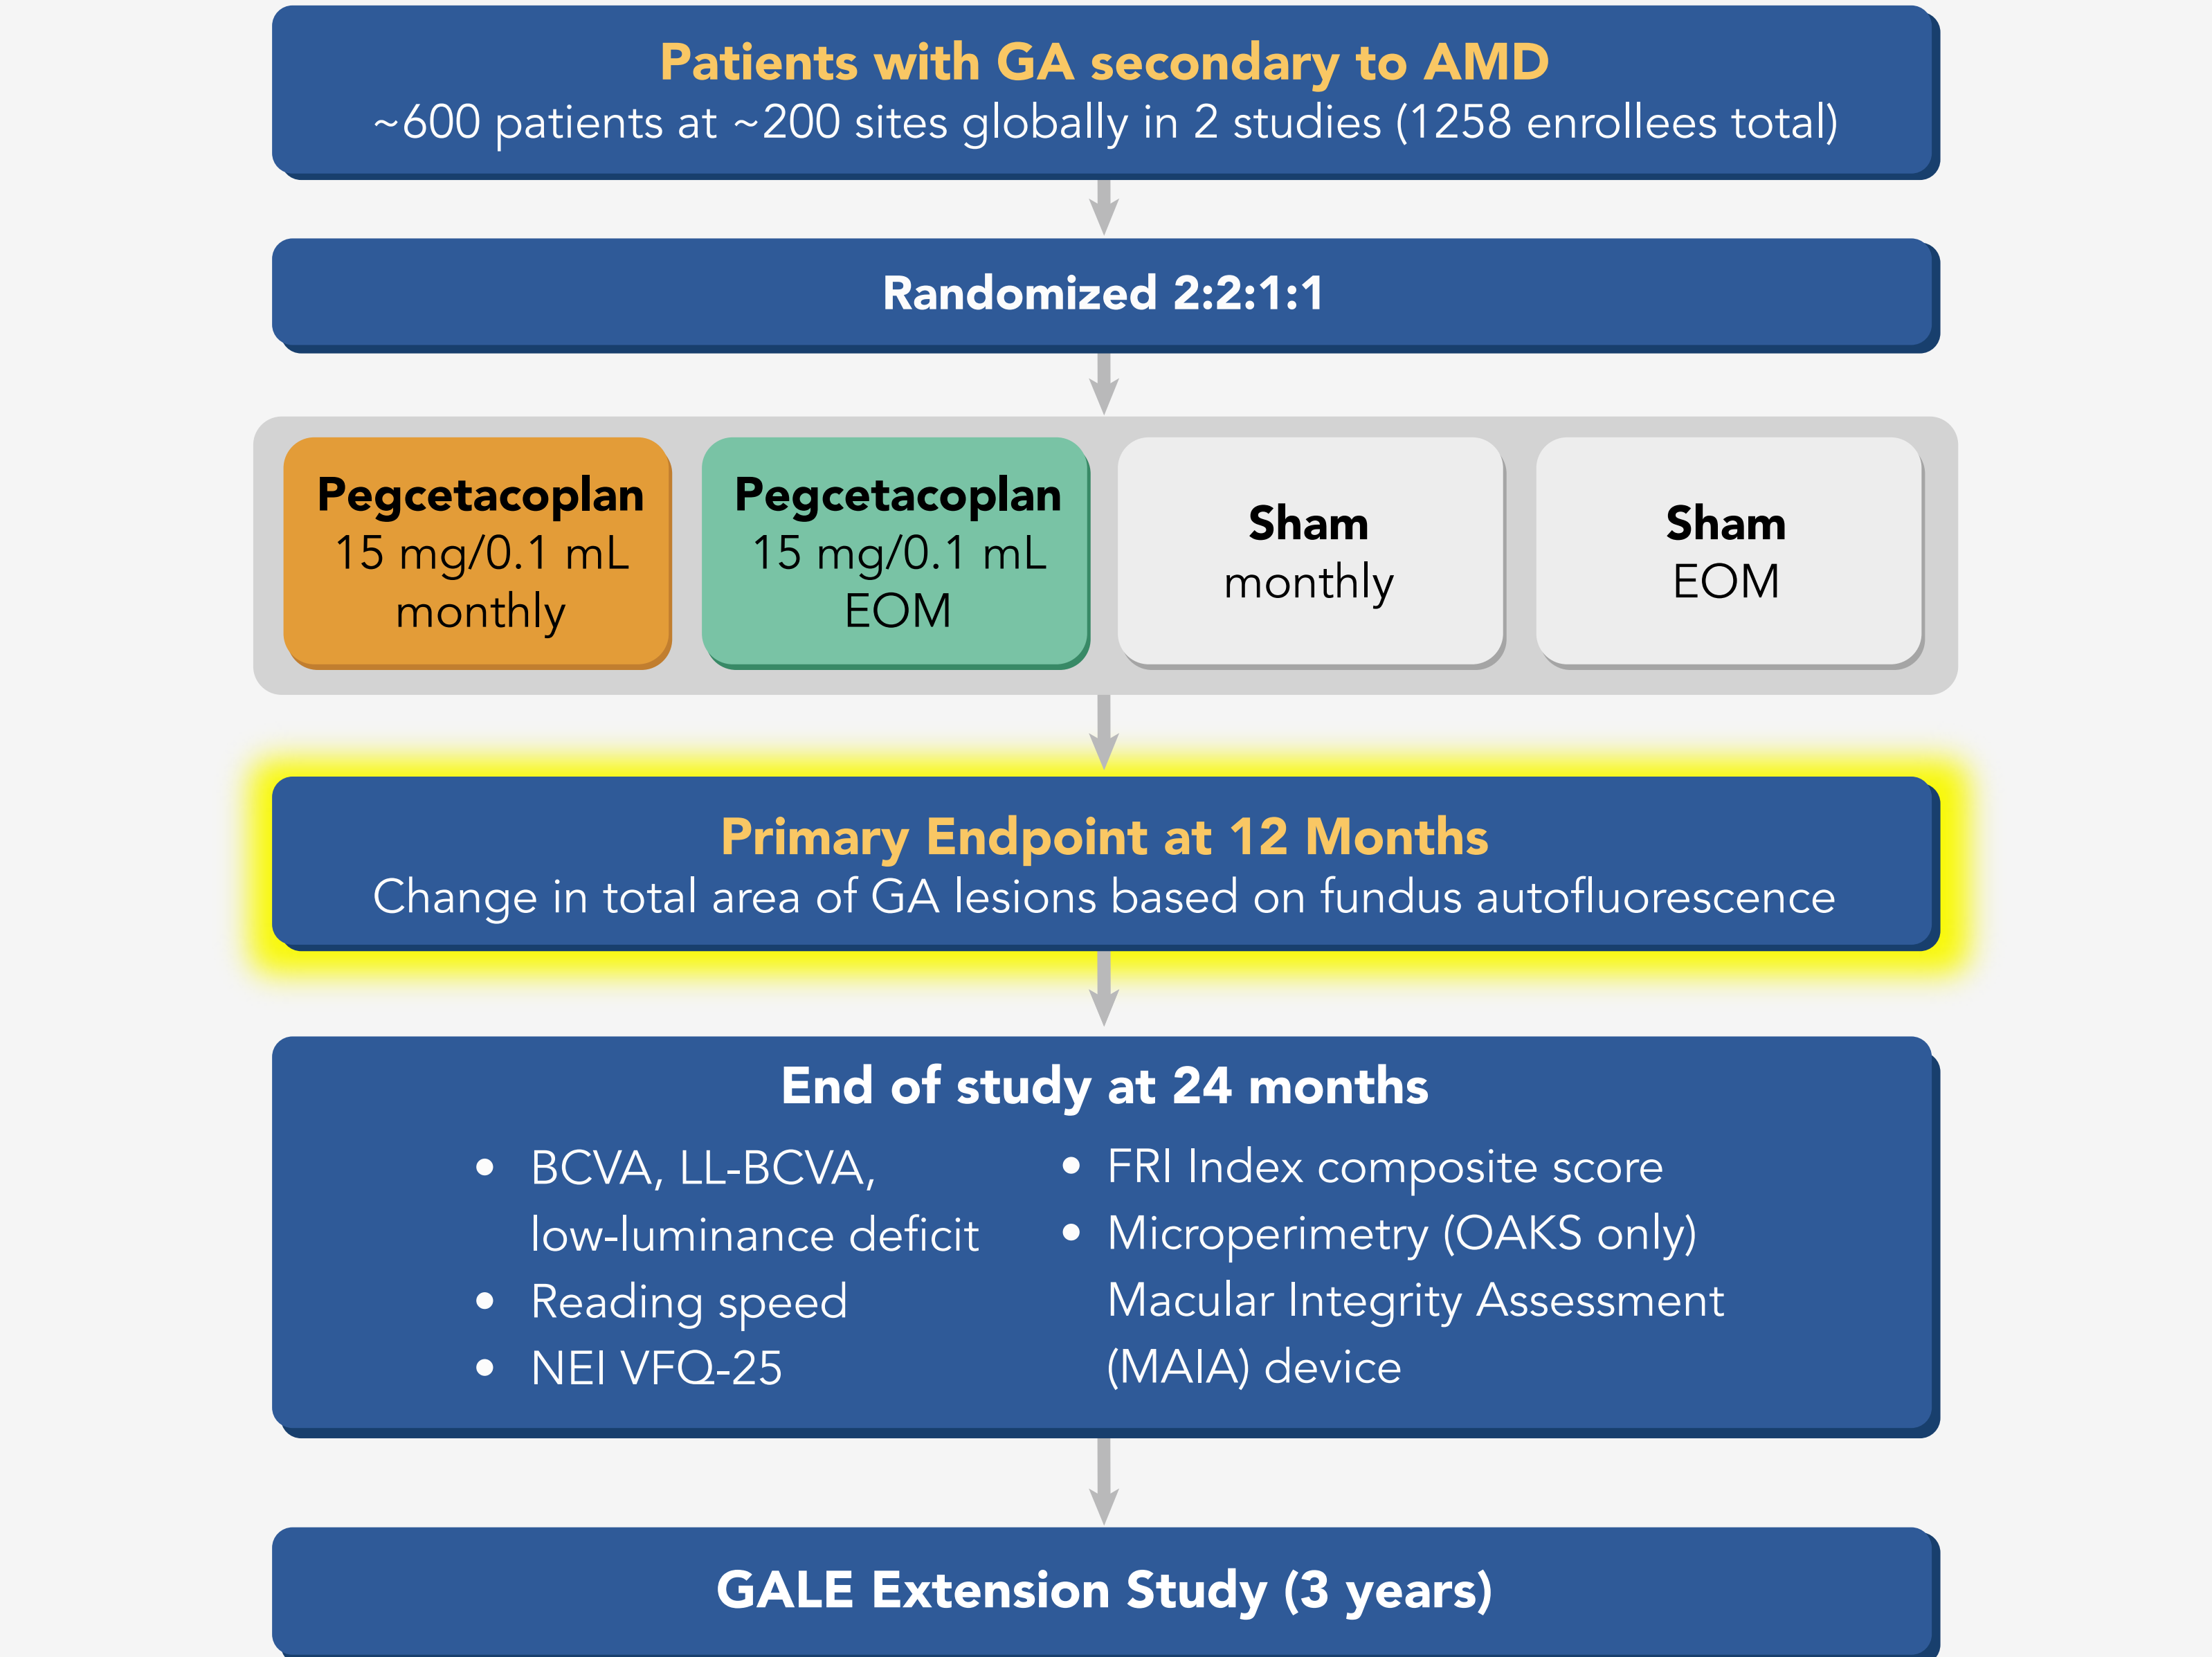 Patients with GA secondary to AMD
~600 patients at ~200 sites globally in 2 studies (1258 enrollees total)
Randomized 2:2:1:1
Pegcetacoplan
15 mg/0.1 mL
monthly
Pegcetacoplan
15 mg/0.1 mL
EOM
Sham
monthly
Sham
EOM
Primary Endpoint at 12 Months
Change in total area of GA lesions based on fundus autofluorescence
End of study at 24 months
• BCVA, LL-BCVA,
low-luminance deficit
• Reading speed
• NEI VFQ-25
• FRI Index composite score
• Microperimetry (OAKS only)
Macular Integrity Assessment
(MAIA) device
GALE Extension Study (3 years)